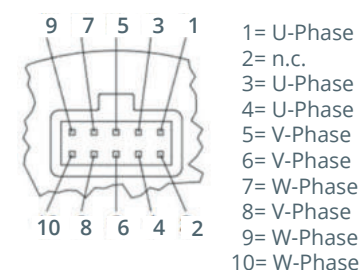 9 7 5 3 1
10 8 6 4 2
1= U-Phase
2= n.c.
3= U-Phase
4= U-Phase
5= V-Phase
6= V-Phase
7= W-Phase
8= V-Phase
9= W-Phase
10= W-Phase